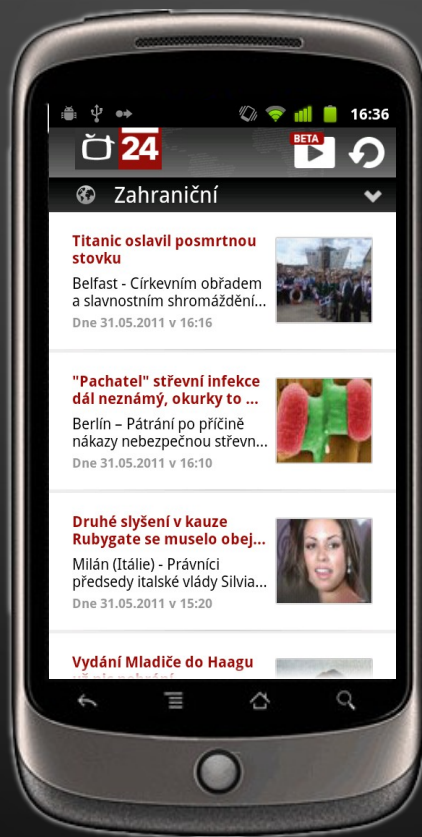 16:36
ČT 24
BETA
Zahraniční
Titanic oslavil posmrtnou
stovku
Belfast - Církevním obřadem
a slavnostním shromáždění...
Dne 31.05.2011 v 16:16
"Pachatel" střevní infekce
dál neznámý, okurky to ...
Berlín – Pátrání po příčině
nákazy nebezpečnou střevn...
Dne 31.05.2011 v 16:10
Druhé slyšení v kauze
Rubygate se muselo obej...
Milán (Itálie) - Právníci
předsedy italské vlády Silvia...
Dne 31.05.2011 v 15:20
Vydání Mladiče do Haagu